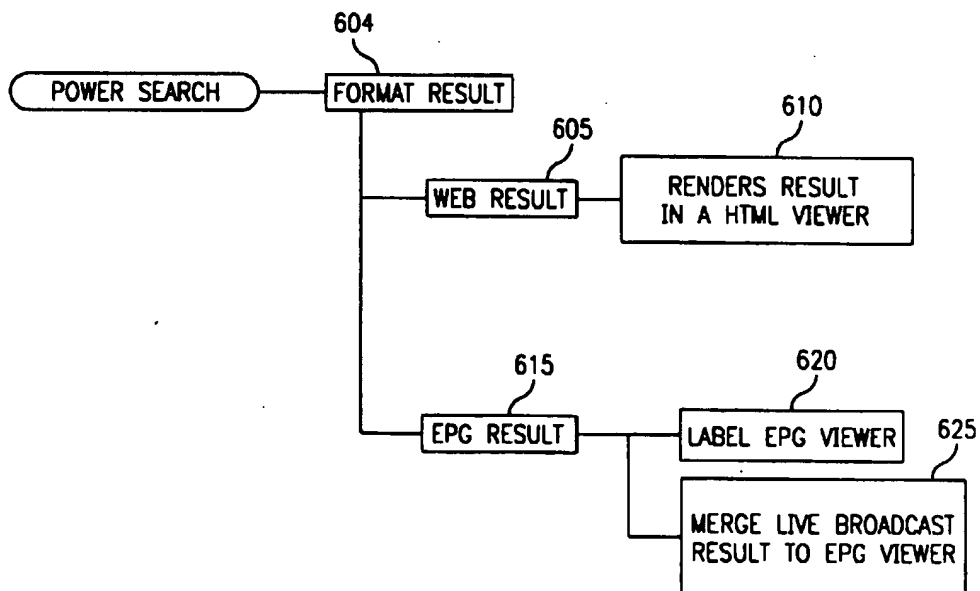 604
POWER SEARCH
FORMAT RESULT
605
610
WEB RESULT
RENDERS RESULT
IN A HTML VIEWER
615
620
EPG RESULT
LABEL EPG VIEWER
625
MERGE LIVE BROADCAST
RESULT TO EPG VIEWER